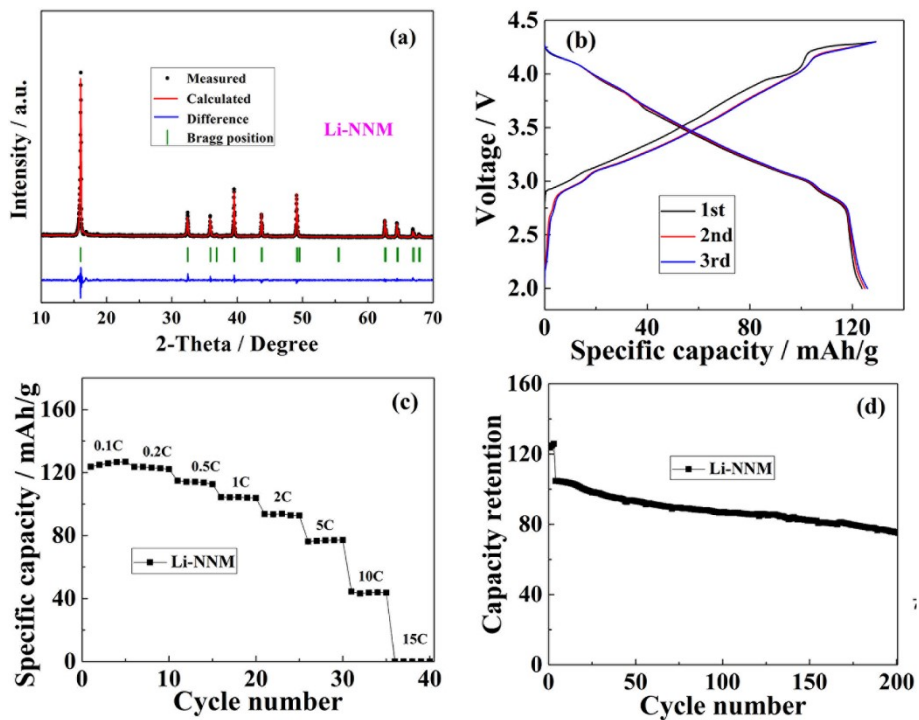 (a)
Measured
Calculated
Difference
Bragg position
Li-NNM
Intensity / a.u.
10 20 30 40 50 60 70
2-Theta / Degree
(b)
4.5
4.0
3.5
3.0
2.5
2.0
Voltage / V
1st
2nd
3rd
0 40 80 120
Specific capacity / mAh/g
(c)
160
120
80
40
0
Specific capacity / mAh/g
0.1C
0.2C
0.5C
1C
2C
5C
10C
15C
Li-NNM
0 10 20 30 40
Cycle number
(d)
160
120
80
40
0
Capacity retention
Li-NNM
0 50 100 150 200
Cycle number